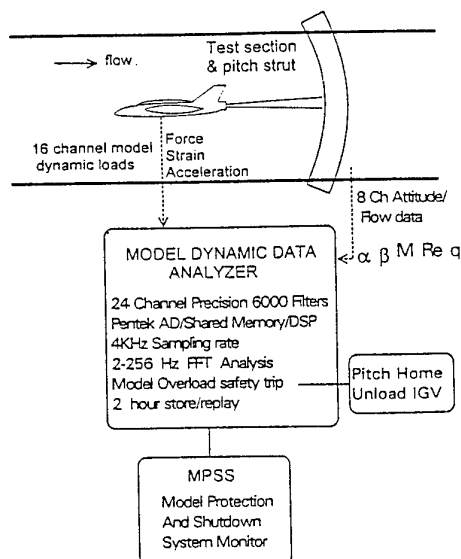 Test section
& pitch strut
flow.
16 channel model
dynamic loads
Force
Strain
Acceleration
8 Ch Attitude/
Flow data
α β M Re q
MODEL DYNAMIC DATA
ANALYZER
24 Channel Precision 6000 Filters
Pentek AD/Shared Memory/DSP
4KHz Sampling rate
2-256 Hz FFT Analysis
Model Overload safety trip
2 hour store/replay
Pitch Home
Unload IGV
MPSS
Model Protection
And Shutdown
System Monitor